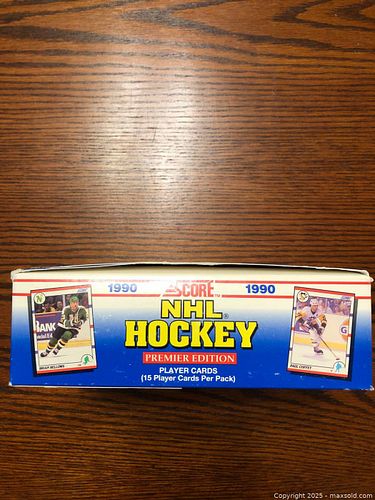 1990
SCORE
1990
NHL
HOCKEY
PREMIER EDITION
PLAYER CARDS
(15 Player Cards Per Pack)
BANK
BRIAN BELLOWS
PAUL COFFEY
G
Copyright 2025 - maxsold.com